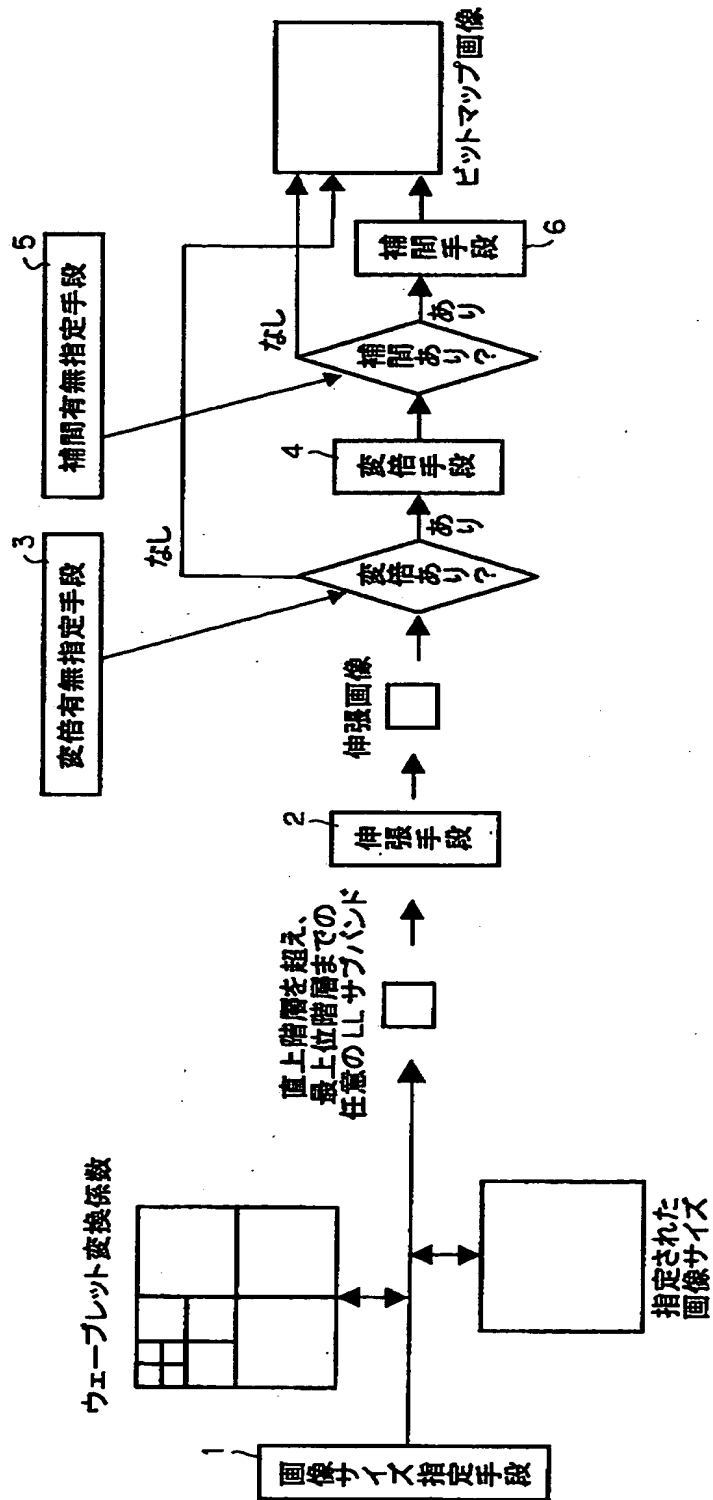 1
画像サイズ指定手段
ウェーブレット変換係数
指定された
画像サイズ
直上階層を超え、
最上位階層までの
任意のLLサブバンド
2
伸張手段
伸張画像
3
変倍有無指定手段
変倍あり?
なし
あり
4
変倍手段
5
補間有無指定手段
補間あり?
なし
あり
補間手段
6
ビットマップ画像